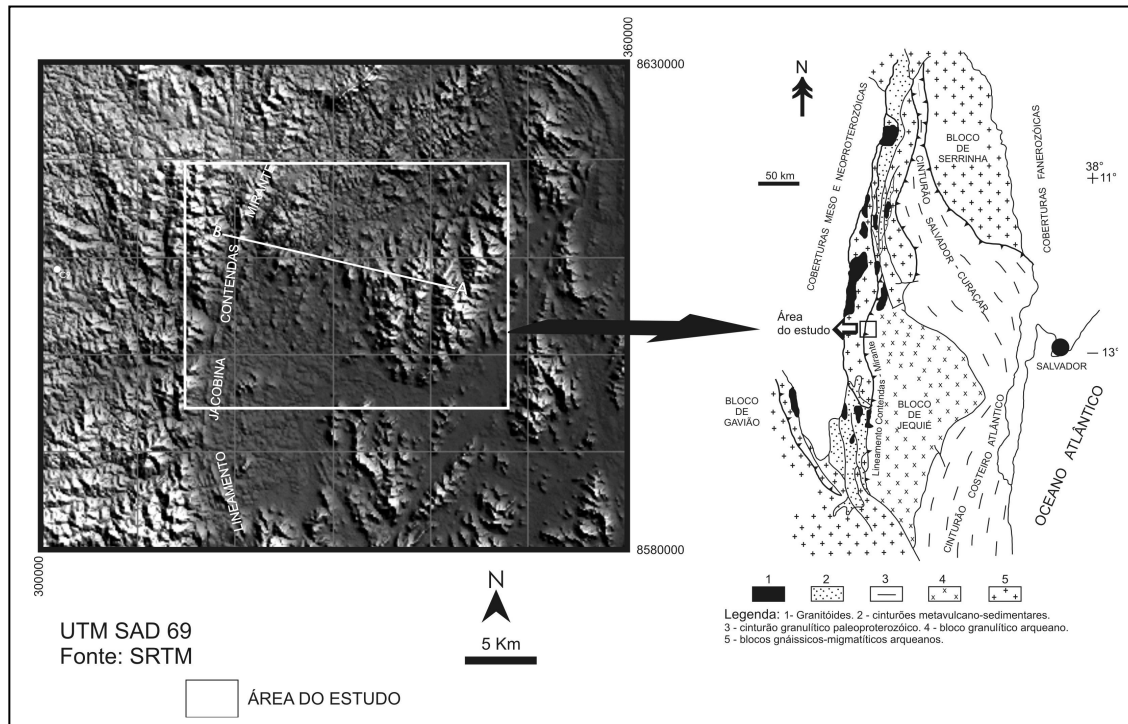 360000
8630000
MIRANTE
B
CONTENDAS
A
JACOBINA
LINEAMENTO
300000
8580000
UTM SAD 69
Fonte: SRTM
N
5 Km
ÁREA DO ESTUDO
N
50 km
COBERTURAS MESO E NEOPROTEROZÓICAS
BLOCO
DE
SERRINHA
COBERTURAS FANEROZÓICAS
38°
11°
CINTURÃO SALVADOR - CURAÇAR
Área
do estudo
13°
SALVADOR
BLOCO
DE
GAVIÃO
Lineamento Contendas - Mirante
BLOCO
DE
JEQUIÉ
CINTURÃO COSTEIRO ATLÂNTICO
OCEANO ATLÂNTICO
1 2 3 4 5
Legenda: 1- Granitóides. 2 - cinturões metavulcano-sedimentares.
3 - cinturão granulítico paleoproterozóico. 4 - bloco granulítico arqueano.
5 - blocos gnáissicos-migmatíticos arqueanos.